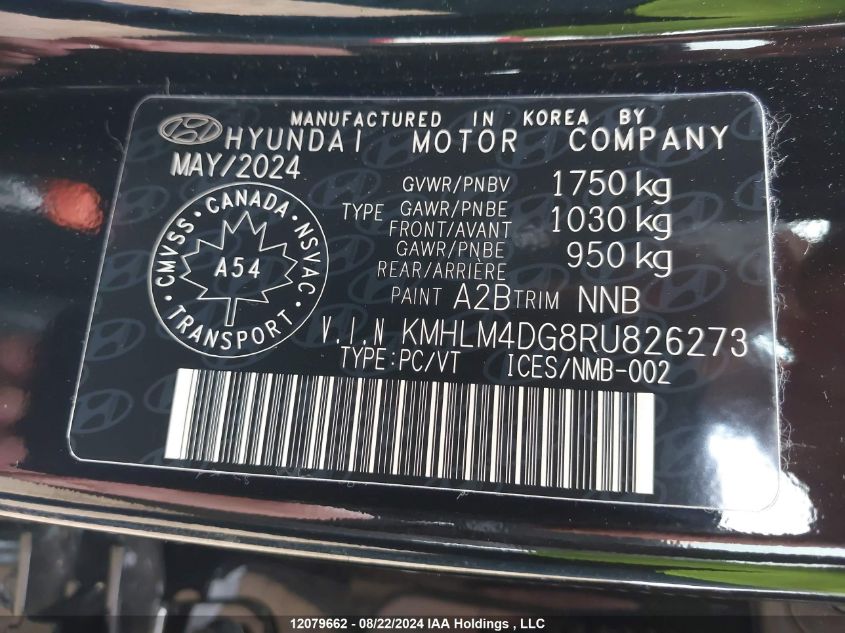 MANUFACTURED IN KOREA BY
HYUNDAI MOTOR COMPANY
MAY/2024
GVWR/PNBV 1750 kg
TYPE GAWR/PNBE FRONT/AVANT 1030 kg
GAWR/PNBE REAR/ARRIÈRE 950 kg
PAINT A2B TRIM NNB
CMVSS • CANADA • NSVAC • TRANSPORT •
A54
V.I.N KMHLM4DG8RU826273
TYPE:PC/VT ICES/NMB-002
12079662 - 08/22/2024 IAA Holdings , LLC